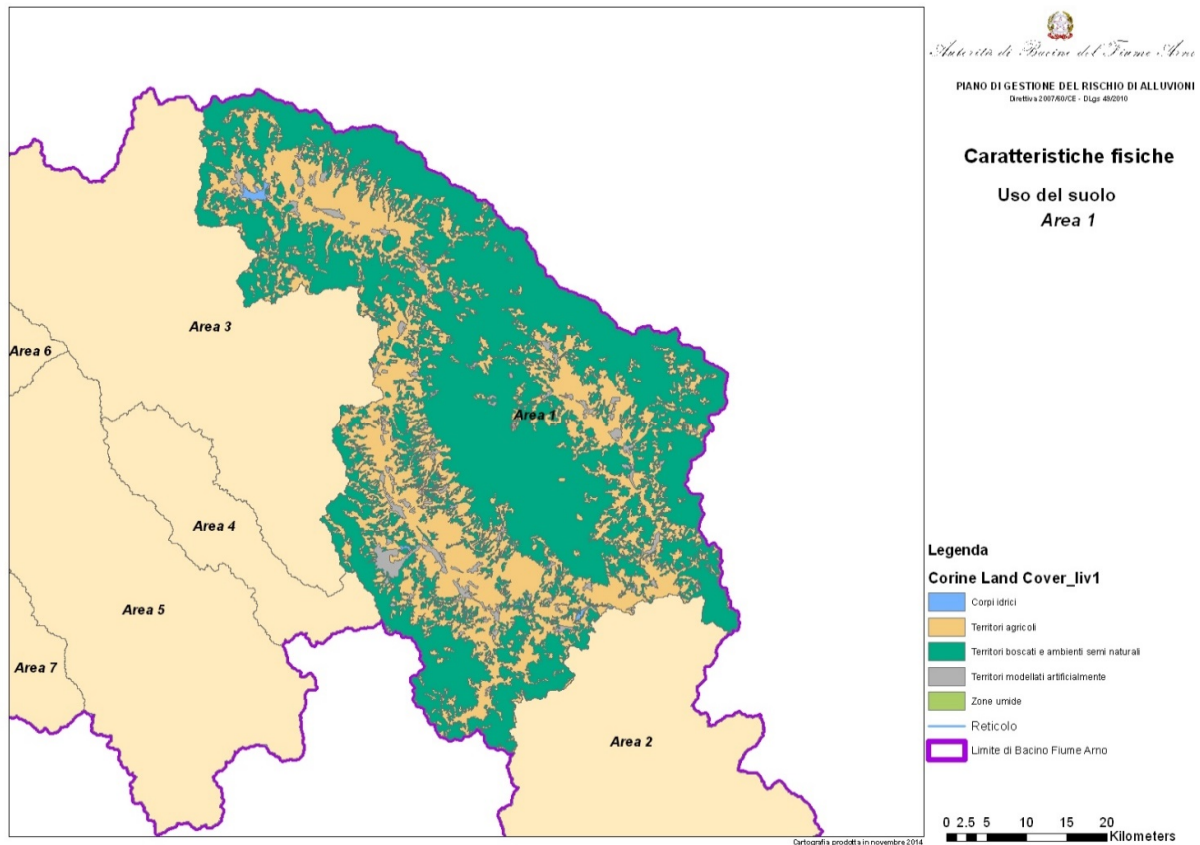 Autorità di Bacino del Fiume Arno
PIANO DI GESTIONE DEL RISCHIO DI ALLUVIONI
Direttiva 2007/60/CE - DLgs 49/2010
Caratteristiche fisiche
Uso del suolo
Area 1
Area 3
Area 6
Area 1
Area 4
Area 5
Area 7
Area 2
Legenda
Corine Land Cover_liv1
Corpi idrici
Territori agricoli
Territori boscati e ambienti semi naturali
Territori modellati artificialmente
Zone umide
Reticolo
Limite di Bacino Fiume Arno
0 2.5 5 10 15 20
Kilometers
Cartografia prodotta in novembre 2014